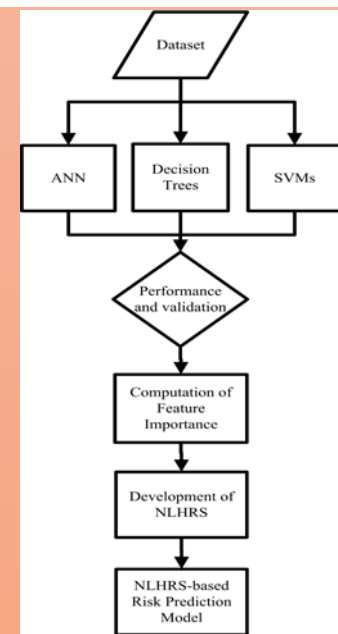 Dataset
ANN
Decision
Trees
SVMs
Performance
and validation
Computation of
Feature
Importance
Development of
NLHRS
NLHRS-based
Risk Prediction
Model